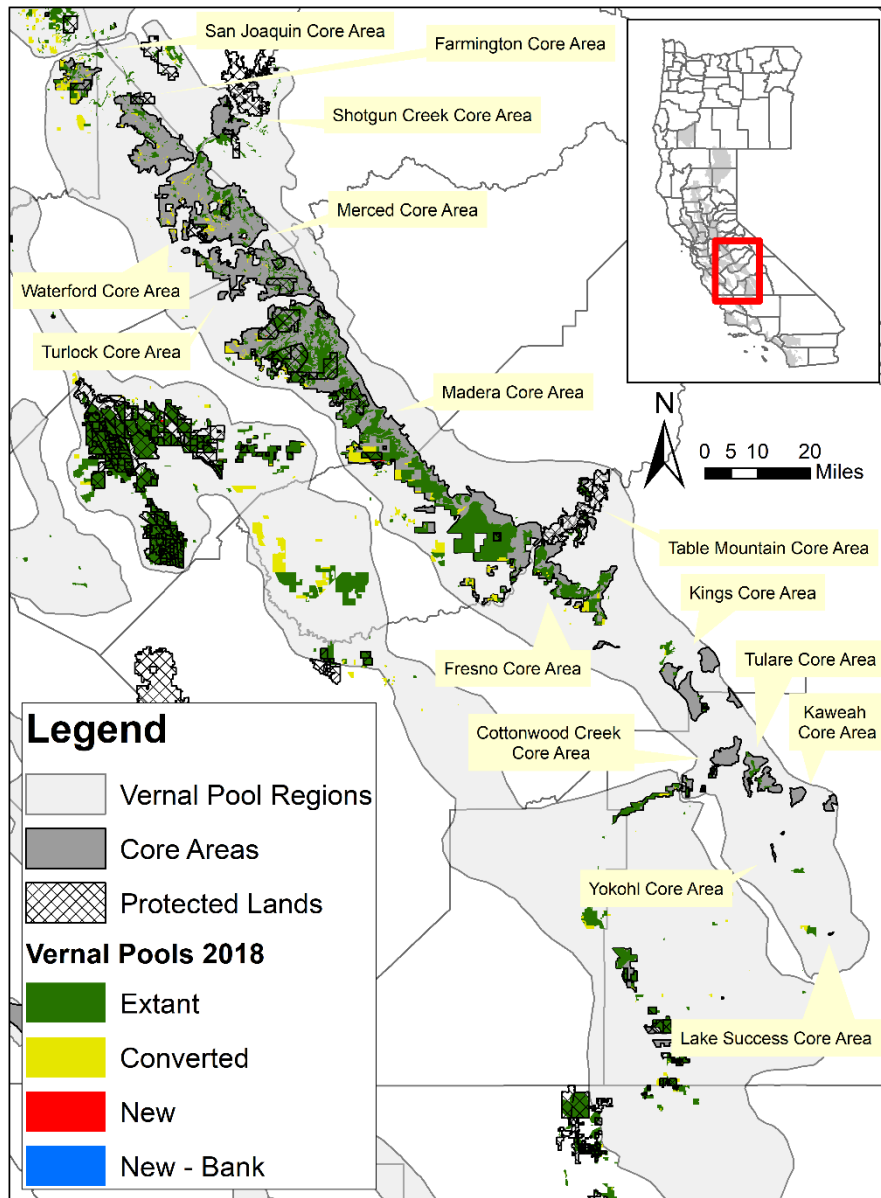 San Joaquin Core Area
Farmington Core Area
Shotgun Creek Core Area
Merced Core Area
Waterford Core Area
Turlock Core Area
Madera Core Area
N
0 5 10 20
Miles
Table Mountain Core Area
Kings Core Area
Fresno Core Area
Tulare Core Area
Kaweah
Core Area
Cottonwood Creek
Core Area
Yokohl Core Area
Lake Success Core Area
Legend
Vernal Pool Regions
Core Areas
Protected Lands
Vernal Pools 2018
Extant
Converted
New
New - Bank